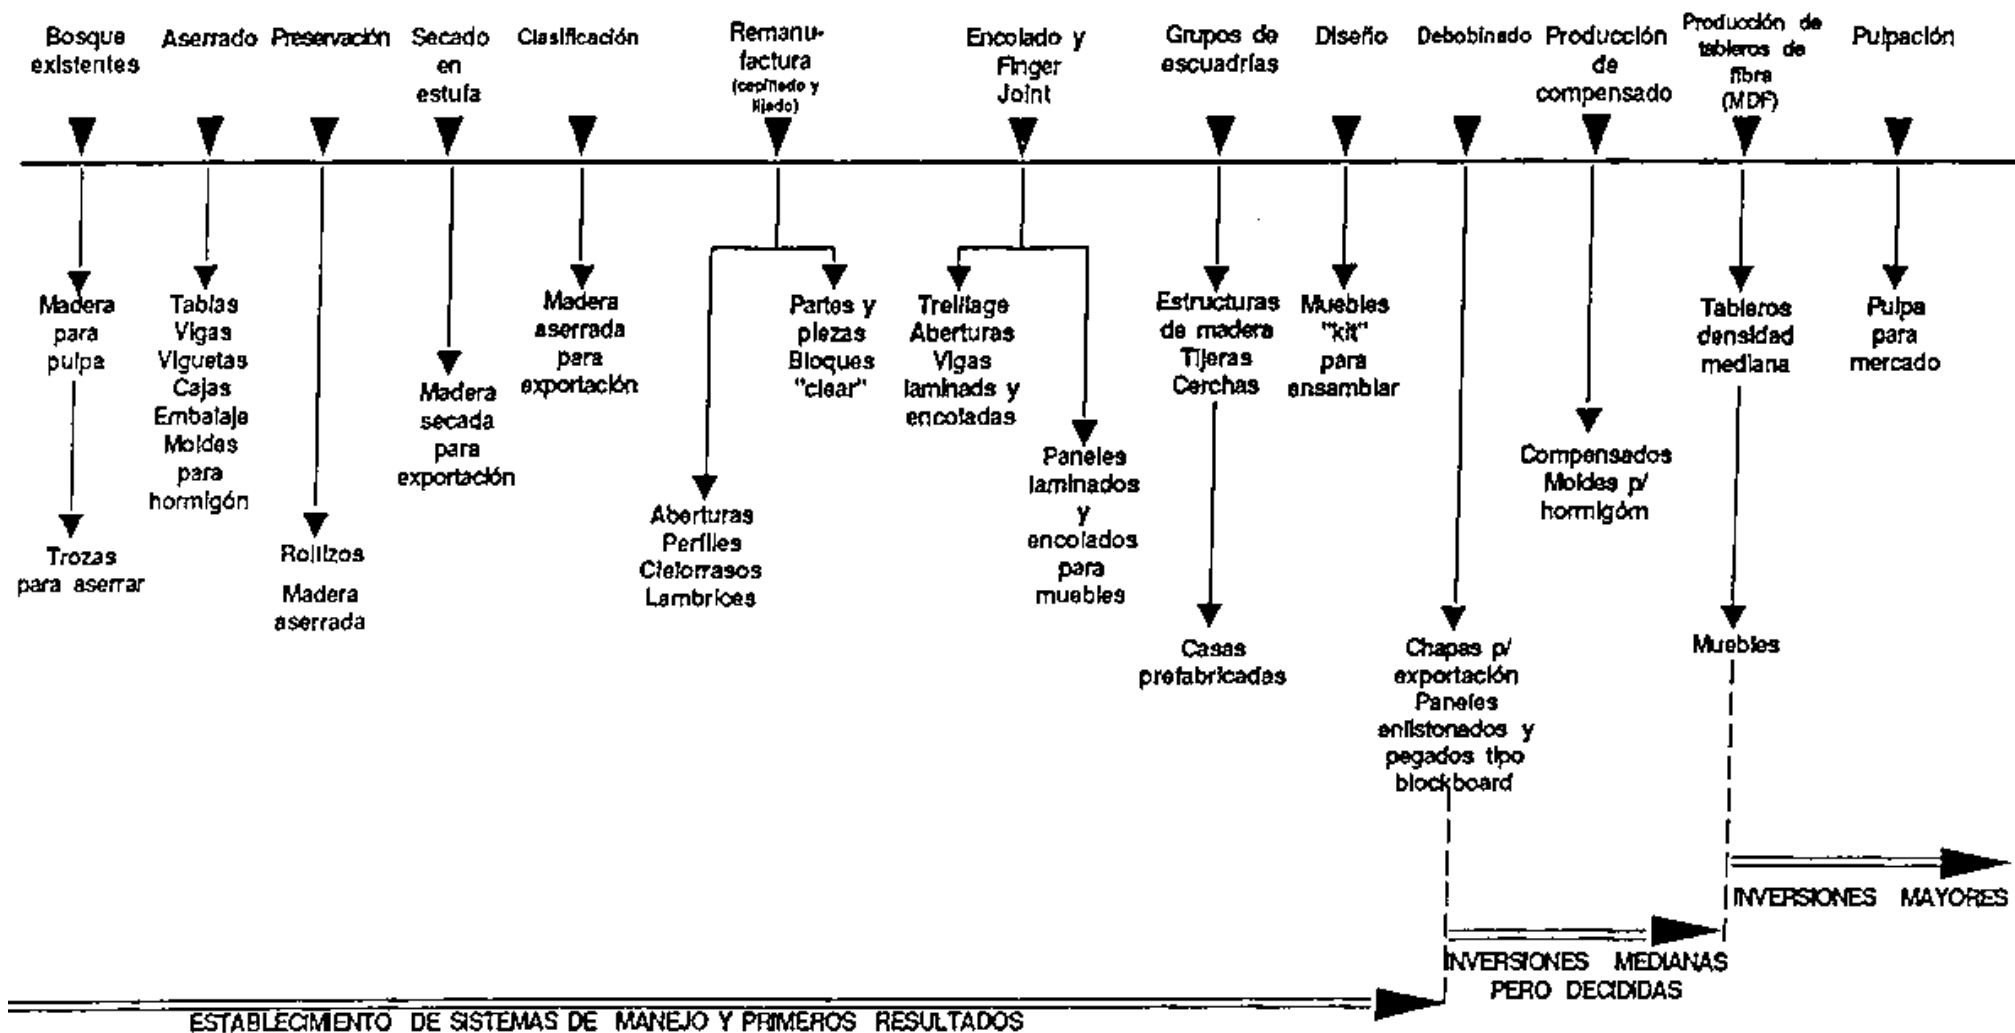 Bosque
existentes
Aserrado
Preservación
Secado
en
estufa
Clasificación
Remanu-
factura
(cepillado y
lijado)
Encolado y
Finger
Joint
Grupos de
escuadrías
Diseño
Debobinado
Producción
de
compensado
Producción de
tableros de
fibra
(MDF)
Pulpación
Madera
para
pulpa
Trozas
para aserrar
Tablas
Vigas
Viguetas
Cajas
Embalaje
Moldes
para
hormigón
Rollizos
Madera
aserrada
Madera
secada
para
exportación
Madera
aserrada
para
exportación
Aberturas
Perfiles
Cielorrasos
Lambrices
Partes y
piezas
Bloques
"clear"
Treillage
Aberturas
Vigas
laminads y
encoladas
Paneles
laminados
y
encolados
para
muebles
Estructuras
de madera
Tijeras
Cerchas
Casas
prefabricadas
Muebles
"kit"
para
ensamblar
Chapas p/
exportación
Paneles
enlistonados y
pegados tipo
blockboard
Compensados
Moldes p/
hormigóm
Tableros
densidad
mediana
Muebles
Pulpa
para
mercado
INVERSIONES MAYORES
INVERSIONES MEDIANAS
PERO DECIDIDAS
ESTABLECIMIENTO DE SISTEMAS DE MANEJO Y PRIMEROS RESULTADOS